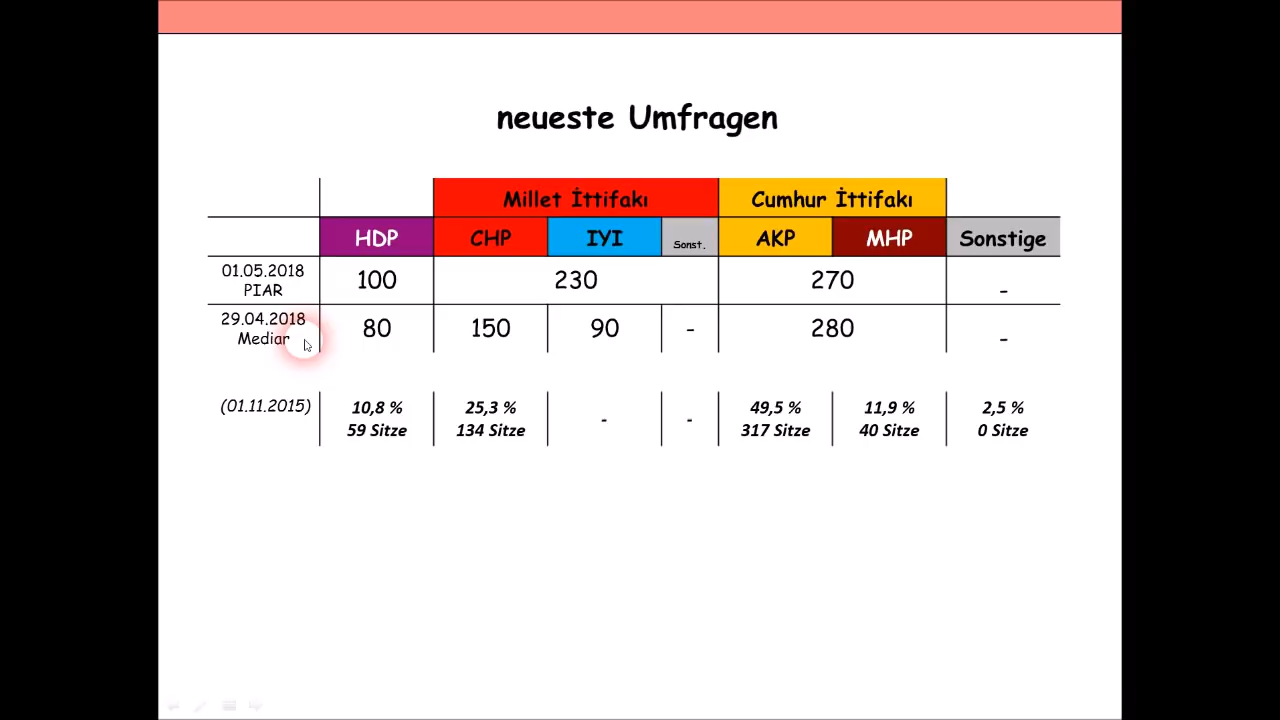 neueste Umfragen
Millet İttifakı Cumhur İttifakı
HDP CHP IYI Sonst. AKP MHP Sonstige
01.05.2018
PIAR 100 230 270 -
29.04.2018
Mediar 80 150 90 - 280 -
(01.11.2015) 10,8 % 25,3 % - - 49,5 % 11,9 % 2,5 %
59 Sitze 134 Sitze 317 Sitze 40 Sitze 0 Sitze